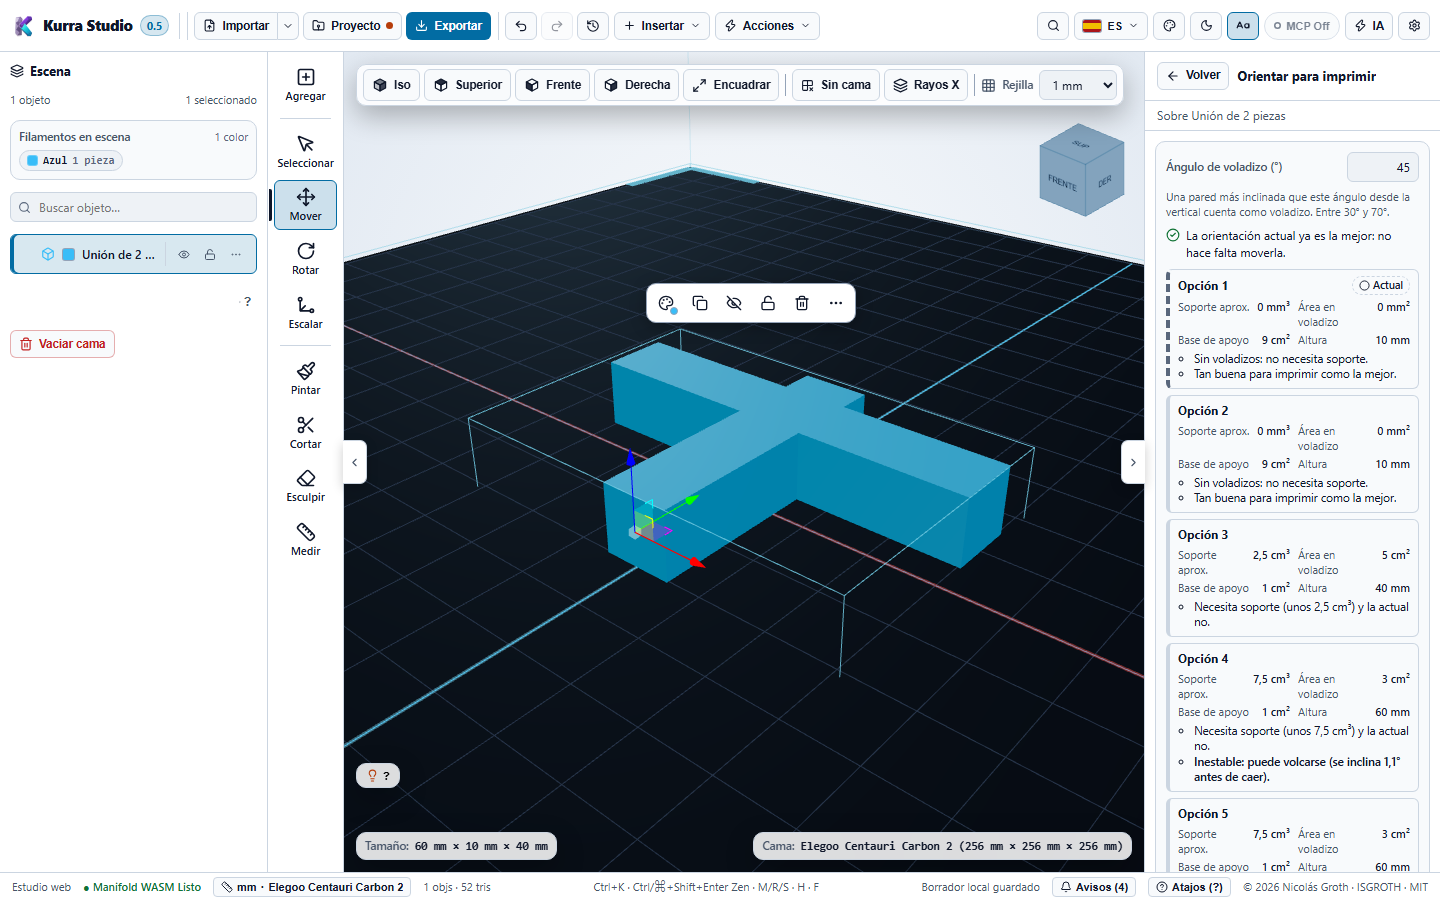 Kurra Studio 0.5
Importar
Proyecto
Exportar
Insertar
Acciones
ES
MCP Off
IA
Escena
1 objeto 1 seleccionado
Filamentos en escena 1 color
Azul 1 pieza
Buscar objeto...
Unión de 2 ...
?
Vaciar cama
Agregar
Seleccionar
Mover
Rotar
Escalar
Pintar
Cortar
Esculpir
Medir
Iso
Superior
Frente
Derecha
Encuadrar
Sin cama
Rayos X
Rejilla 1 mm
SUP
FRENTE
DER
?
Tamaño: 60 mm × 10 mm × 40 mm
Cama: Elegoo Centauri Carbon 2 (256 mm × 256 mm × 256 mm)
Volver Orientar para imprimir
Sobre Unión de 2 piezas
Ángulo de voladizo (°) 45
Una pared más inclinada que este ángulo desde la
vertical cuenta como voladizo. Entre 30° y 70°.
La orientación actual ya es la mejor: no
hace falta moverla.
Opción 1 Actual
Soporte aprox. 0 mm³ Área en voladizo 0 mm²
Base de apoyo 9 cm² Altura 10 mm
Sin voladizos: no necesita soporte.
Tan buena para imprimir como la mejor.
Opción 2
Soporte aprox. 0 mm³ Área en voladizo 0 mm²
Base de apoyo 9 cm² Altura 10 mm
Sin voladizos: no necesita soporte.
Tan buena para imprimir como la mejor.
Opción 3
Soporte aprox. 2,5 cm³ Área en voladizo 5 cm²
Base de apoyo 1 cm² Altura 40 mm
Necesita soporte (unos 2,5 cm³) y la actual
no.
Opción 4
Soporte aprox. 7,5 cm³ Área en voladizo 3 cm²
Base de apoyo 1 cm² Altura 60 mm
Necesita soporte (unos 7,5 cm³) y la actual
no.
Inestable: puede volcarse (se inclina 1,1°
antes de caer).
Opción 5
Soporte aprox. 7,5 cm³ Área en voladizo 3 cm²
Base de apoyo 1 cm² Altura 60 mm
Estudio web
Manifold WASM Listo
mm · Elegoo Centauri Carbon 2
1 objs · 52 tris
Ctrl+K · Ctrl/⌘+Shift+Enter Zen · M/R/S · H · F
Borrador local guardado
Avisos (4)
Atajos (?)
© 2026 Nicolás Groth · ISGROTH · MIT